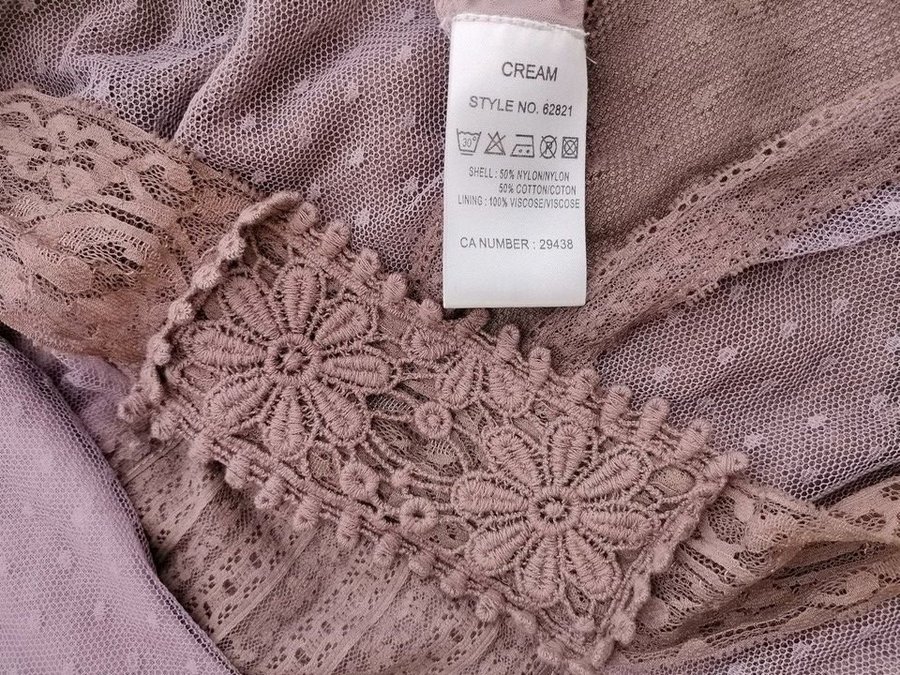 CREAM
STYLE NO. 62821
30°
SHELL : 50% NYLON/NYLON
50% COTTON/COTON
LINING : 100% VISCOSE/VISCOSE
CA NUMBER : 29438